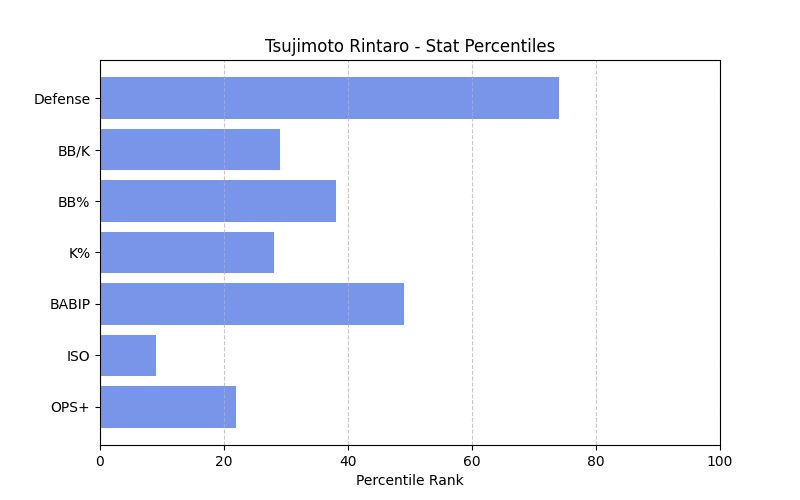 Tsujimoto Rintaro - Stat Percentiles
Defense
BB/K
BB%
K%
BABIP
ISO
OPS+
0 20 40 60 80 100
Percentile Rank